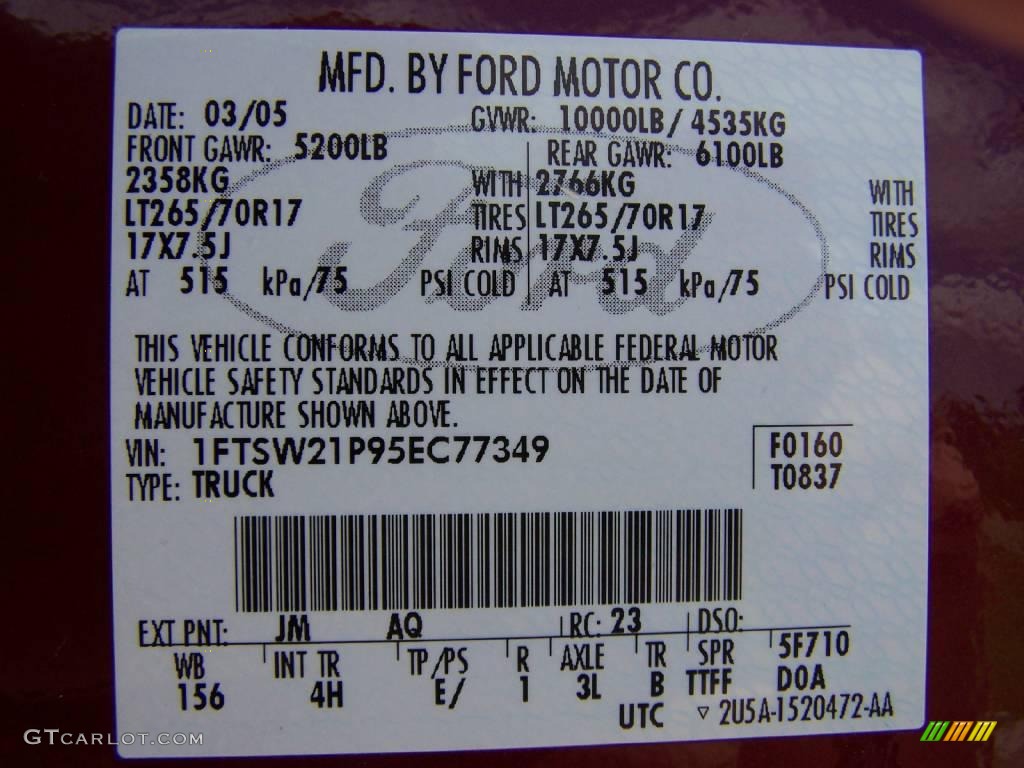 MFD. BY FORD MOTOR CO.
DATE: 03/05 GVWR: 10000LB/ 4535KG
FRONT GAWR: 5200LB REAR GAWR: 6100LB
2358KG WITH 2766KG WITH
LT265/70R17 TIRES LT265/70R17 TIRES
17X7.5J RIMS 17X7.5J RIMS
AT 515 kPa/75 PSI COLD AT 515 kPa/75 PSI COLD
Ford
THIS VEHICLE CONFORMS TO ALL APPLICABLE FEDERAL MOTOR
VEHICLE SAFETY STANDARDS IN EFFECT ON THE DATE OF
MANUFACTURE SHOWN ABOVE.
VIN: 1FTSW21P95EC77349 F0160
TYPE: TRUCK T0837
EXT PNT: JM AQ RC: 23 DSO:
WB INT TR TP/PS R AXLE TR SPR 5F710
156 4H E/ 1 3L B TTFF DOA
UTC ▽ 2U5A-1520472-AA
GTCARLOT.COM